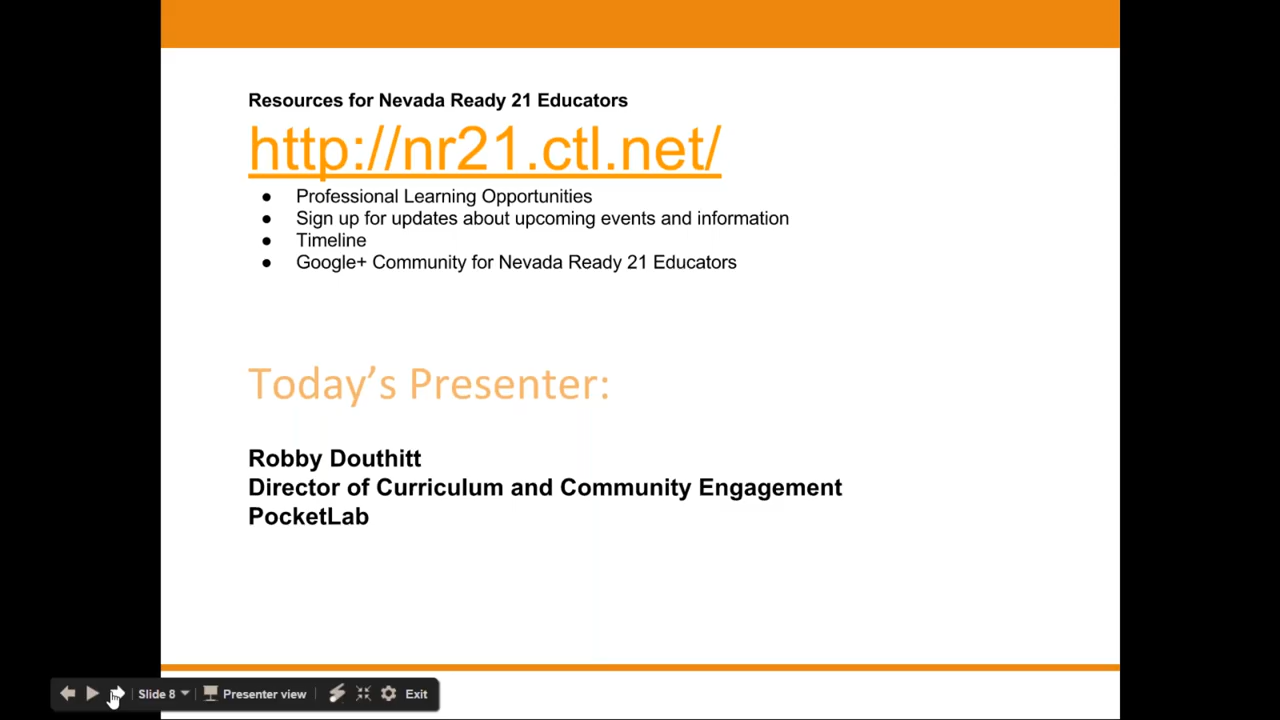 Resources for Nevada Ready 21 Educators
http://nr21.ctl.net/
● Professional Learning Opportunities
● Sign up for updates about upcoming events and information
● Timeline
● Google+ Community for Nevada Ready 21 Educators
Today’s Presenter:
Robby Douthitt
Director of Curriculum and Community Engagement
PocketLab
Slide 8 Presenter view Exit